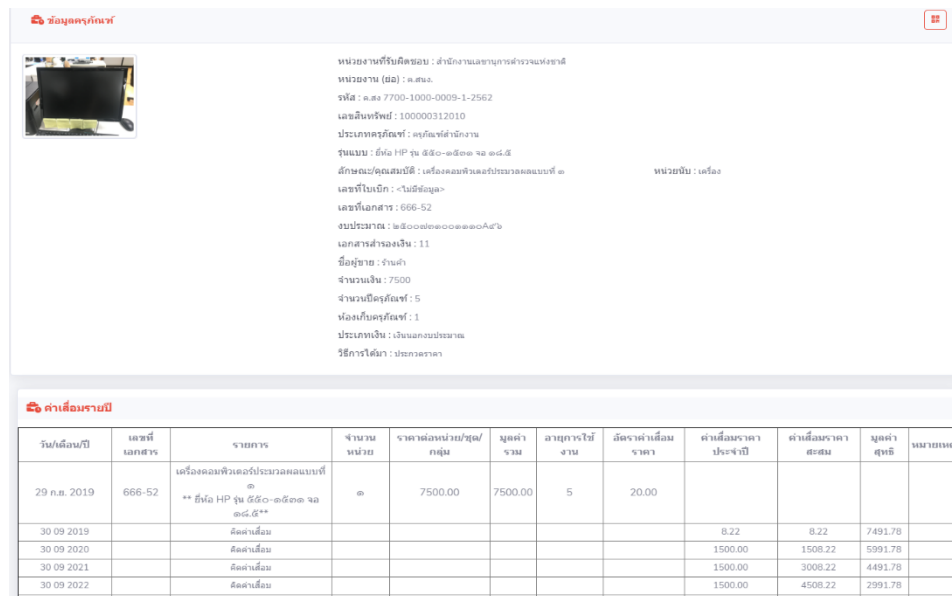 ข้อมูลครุภัณฑ์
หน่วยงานที่รับผิดชอบ : สำนักงานเลขานุการตำรวจแห่งชาติ
หน่วยงาน (ย่อ) : ต.สนง.
รหัส : ต.สง 7700-1000-0009-1-2562
เลขสินทรัพย์ : 100000312010
ประเภทครุภัณฑ์ : ครุภัณฑ์สำนักงาน
รุ่นแบบ : ยี่ห้อ HP รุ่น ๕๕๐-๑๕๓๑ จอ ๑๘.๕
ลักษณะ/คุณสมบัติ : เครื่องคอมพิวเตอร์ประมวลผลแบบที่ ๑ หน่วยนับ : เครื่อง
เลขที่ใบเบิก : <ไม่มีข้อมูล>
เลขที่เอกสาร : 666-52
งบประมาณ :
เอกสารสำรองเงิน : 11
ชื่อผู้ขาย : ร้านค้า
จำนวนเงิน : 7500
จำนวนปีครุภัณฑ์ : 5
ห้องเก็บครุภัณฑ์ : 1
ประเภทเงิน : เงินนอกงบประมาณ
วิธีการได้มา : ประกวดราคา
ค่าเสื่อมรายปี
วัน/เดือน/ปี เลขที่เอกสาร รายการ จำนวนหน่วย ราคาต่อหน่วย/ชุด/กลุ่ม มูลค่ารวม อายุการใช้งาน อัตราค่าเสื่อมราคา ค่าเสื่อมราคาประจำปี ค่าเสื่อมราคาสะสม มูลค่าสุทธิ หมายเหตุ
29 ก.ย. 2019 666-52 เครื่องคอมพิวเตอร์ประมวลผลแบบที่ ๑ ** ยี่ห้อ HP รุ่น ๕๕๐-๑๕๓๑ จอ ๑๘.๕** ๑ 7500.00 7500.00 5 20.00
30 09 2019 คิดค่าเสื่อม 8.22 8.22 7491.78
30 09 2020 คิดค่าเสื่อม 1500.00 1508.22 5991.78
30 09 2021 คิดค่าเสื่อม 1500.00 3008.22 4491.78
30 09 2022 คิดค่าเสื่อม 1500.00 4508.22 2991.78